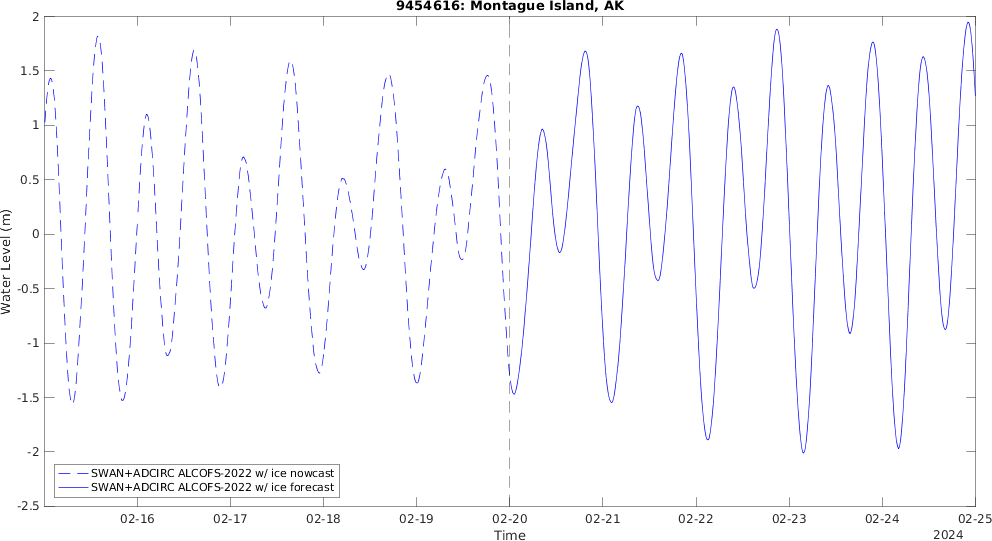 9454616: Montague Island, AK
Water Level (m)
2
1.5
1
0.5
0
-0.5
-1
-1.5
-2
-2.5
SWAN+ADCIRC ALCOFS-2022 w/ ice nowcast
SWAN+ADCIRC ALCOFS-2022 w/ ice forecast
02-16 02-17 02-18 02-19 02-20 02-21 02-22 02-23 02-24 02-25
Time
2024